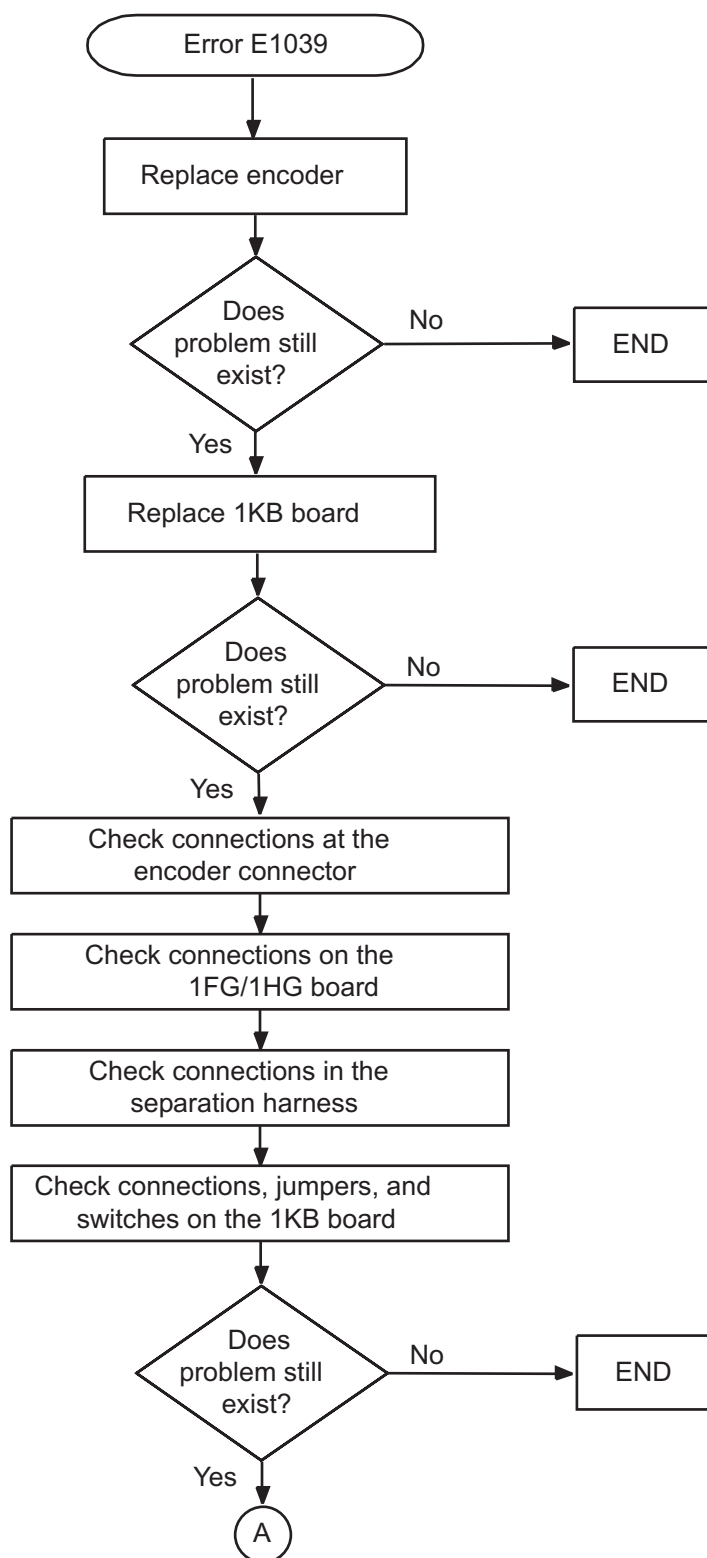 Error E1039
Replace encoder
Does
problem still
exist?
No
END
Yes
Replace 1KB board
Does
problem still
exist?
No
END
Yes
Check connections at the
encoder connector
Check connections on the
1FG/1HG board
Check connections in the
separation harness
Check connections, jumpers, and
switches on the 1KB board
Does
problem still
exist?
No
END
Yes
A